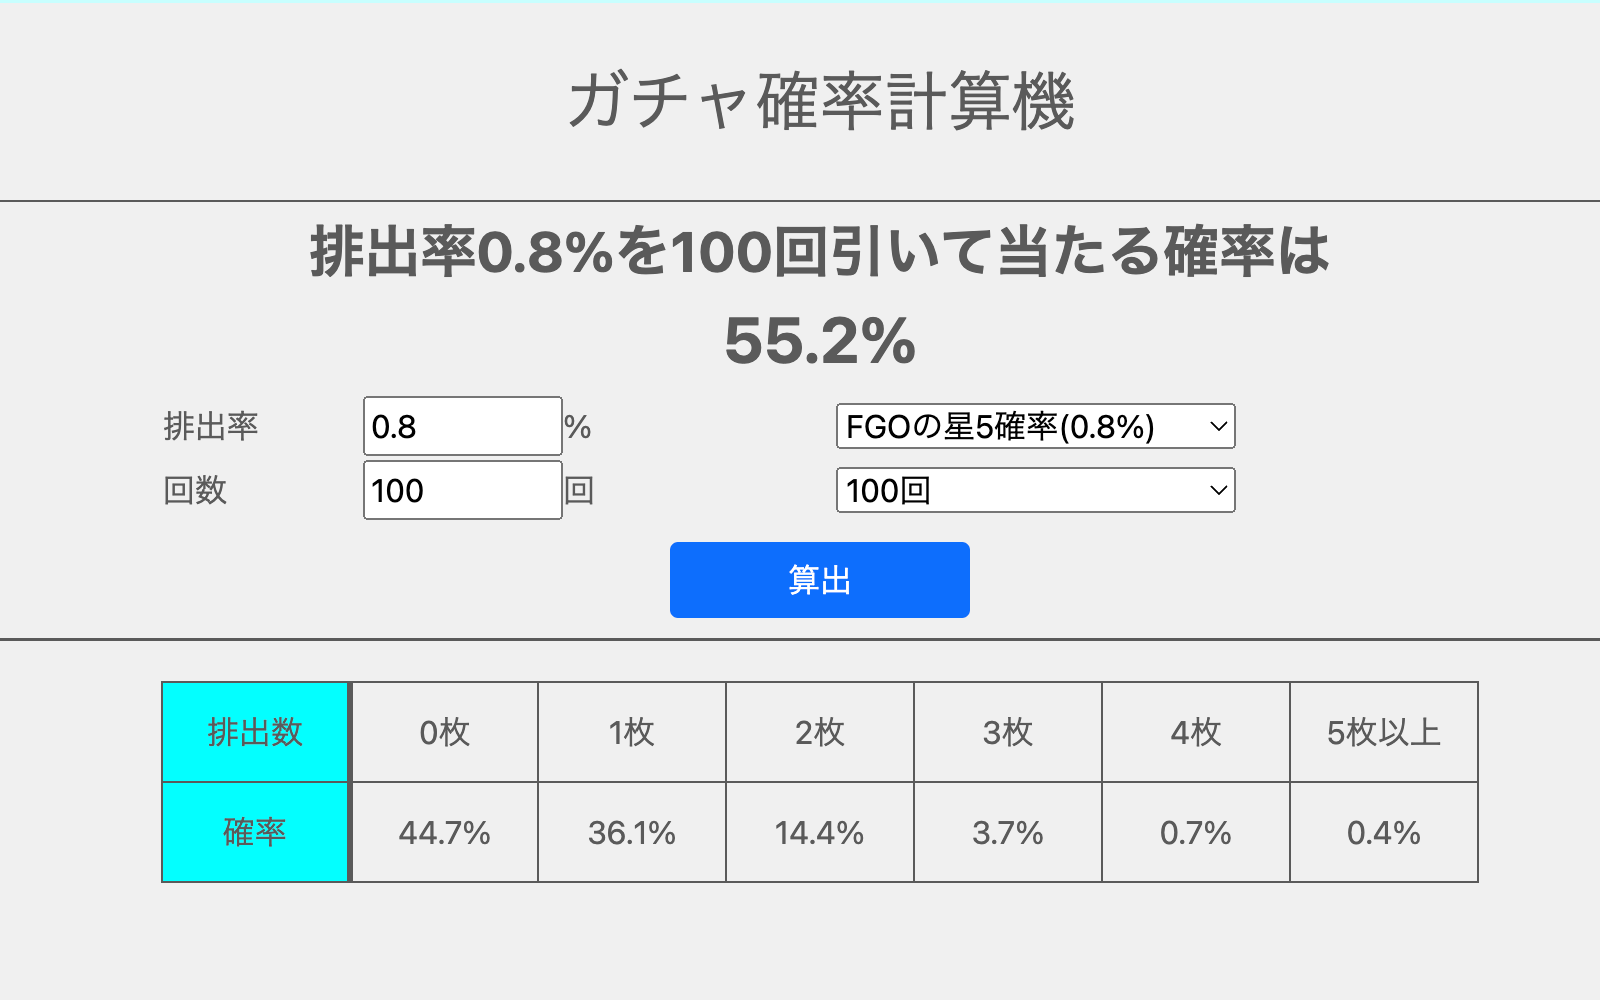 ガチャ確率計算機
排出率0.8%を100回引いて当たる確率は
55.2%
排出率 0.8 % FGOの星5確率(0.8%)
回数 100 回 100回
算出
排出数 0枚 1枚 2枚 3枚 4枚 5枚以上
確率 44.7% 36.1% 14.4% 3.7% 0.7% 0.4%